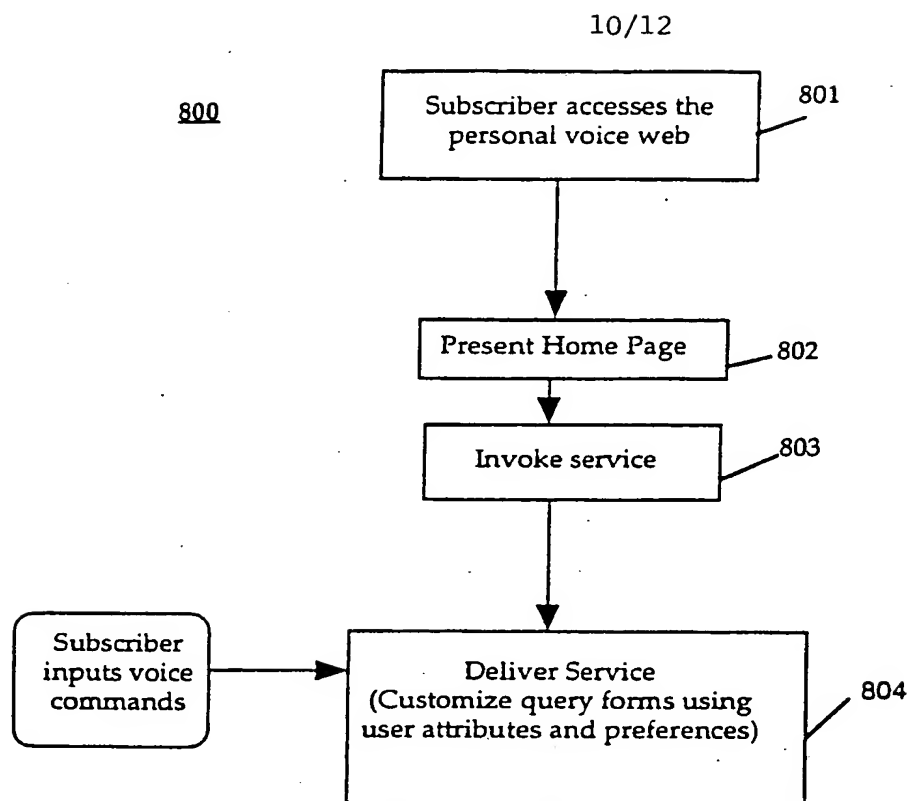 10/12
800
Subscriber accesses the
personal voice web
801
Present Home Page
802
Invoke service
803
Subscriber
inputs voice
commands
Deliver Service
(Customize query forms using
user attributes and preferences)
804